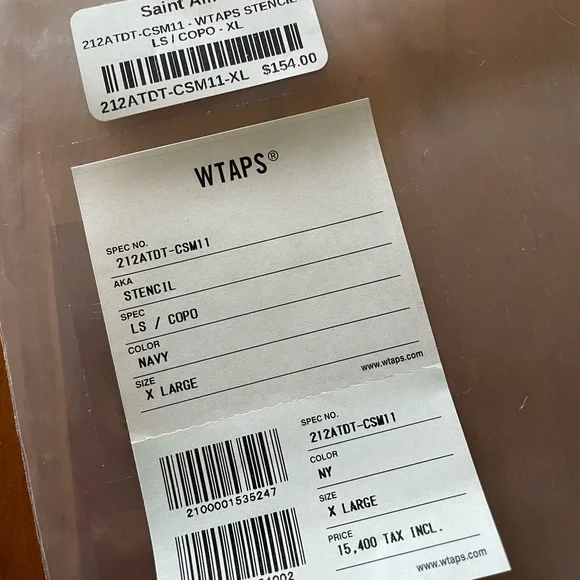 Saint
212ATDT-CSM11 - WTAPS STENCIL
LS / COPO - XL
212ATDT-CSM11-XL $154.00
WTAPS®
SPEC NO.
212ATDT-CSM11
AKA
STENCIL
SPEC
LS / COPO
COLOR
NAVY
SIZE
X LARGE
www.wtaps.com
2100001535247
SPEC NO.
212ATDT-CSM11
COLOR
NY
SIZE
X LARGE
PRICE
15,400 TAX INCL.
www.wtaps.com